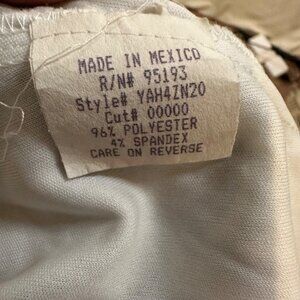 MADE IN MEXICO
R/N# 95193
Style# YAH4ZN20
Cut# 00000
96% POLYESTER
4% SPANDEX
CARE ON REVERSE